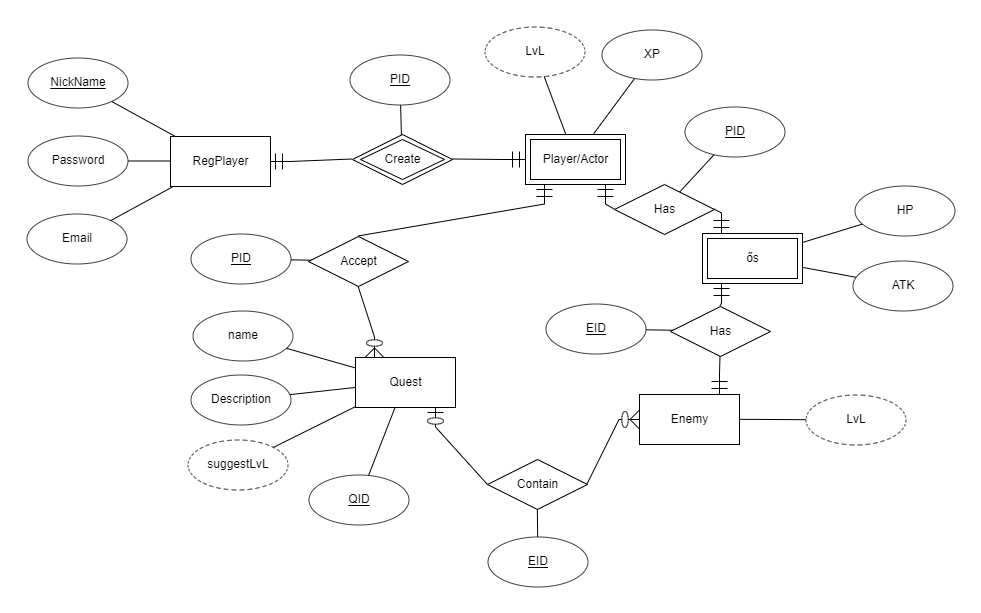 LvL
XP
NickName
PID
PID
Password
RegPlayer
Create
Player/Actor
Has
HP
Email
PID
Accept
ős
ATK
name
EID
Has
Quest
Description
Enemy
LvL
suggestLvL
QID
Contain
EID